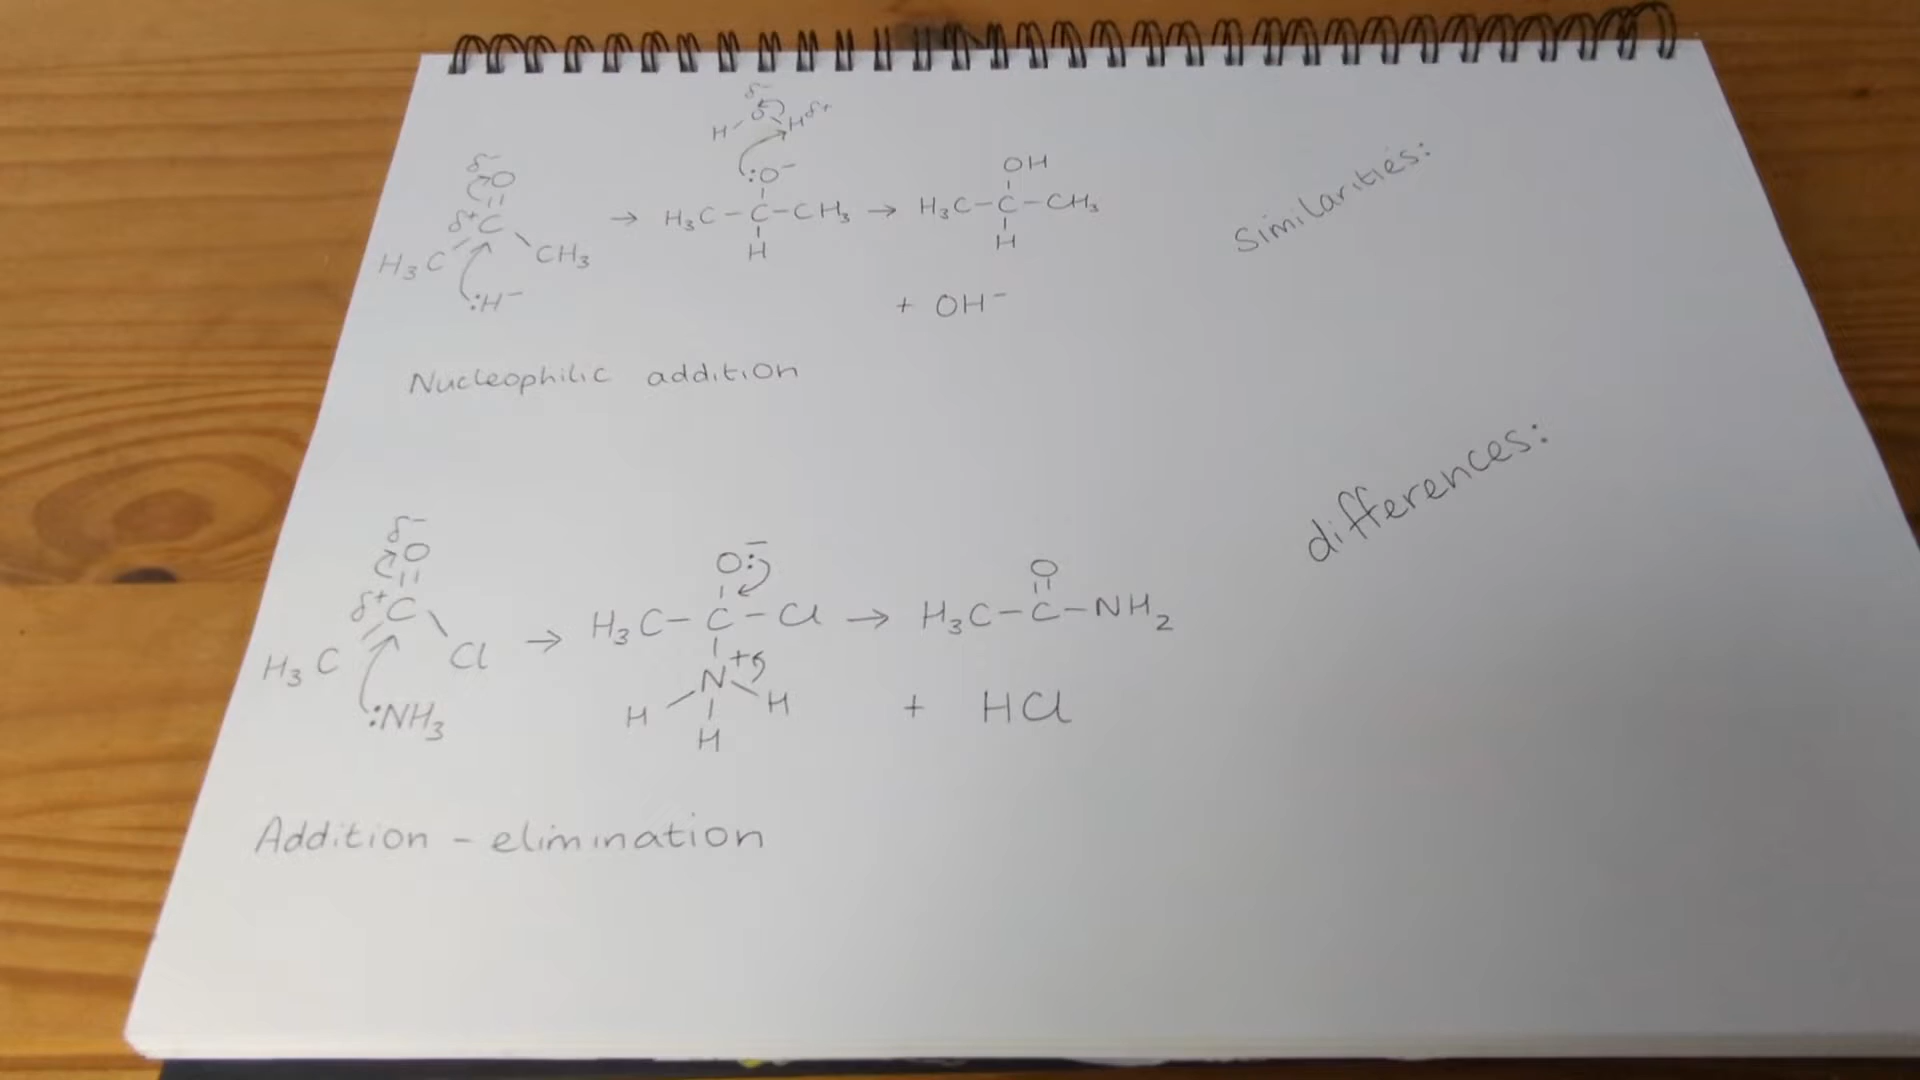 δ-
O
H
H δ+
δ-
O
δ+ C
H₃C
CH₃
:H⁻
→
:O⁻
H₃C-C-CH₃
H
→
OH
H₃C-C-CH₃
H
+ OH⁻
Nucleophilic addition
Similarities:
differences:
δ-
O
δ+ C
H₃C
Cl
:NH₃
→
O:⁻
H₃C-C-Cl
N+
H
H
H
→
O
H₃C-C-NH₂
+ HCl
Addition - elimination